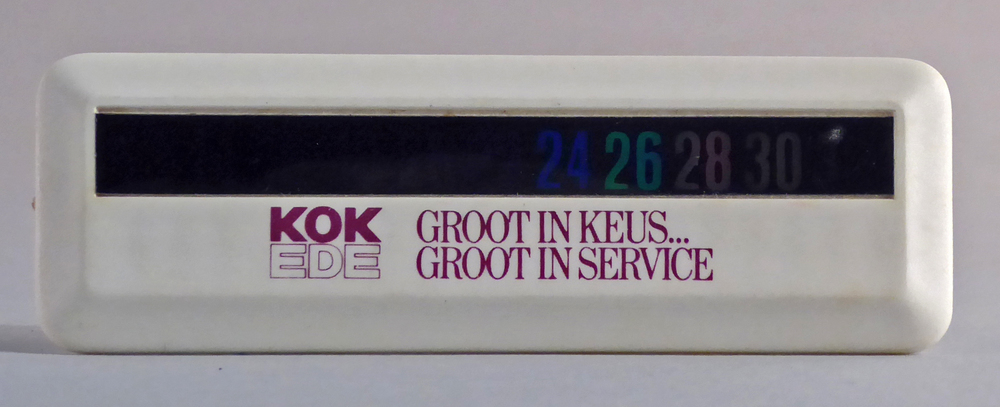 24 26 28 30
KOK
EDE
GROOT IN KEUS...
GROOT IN SERVICE